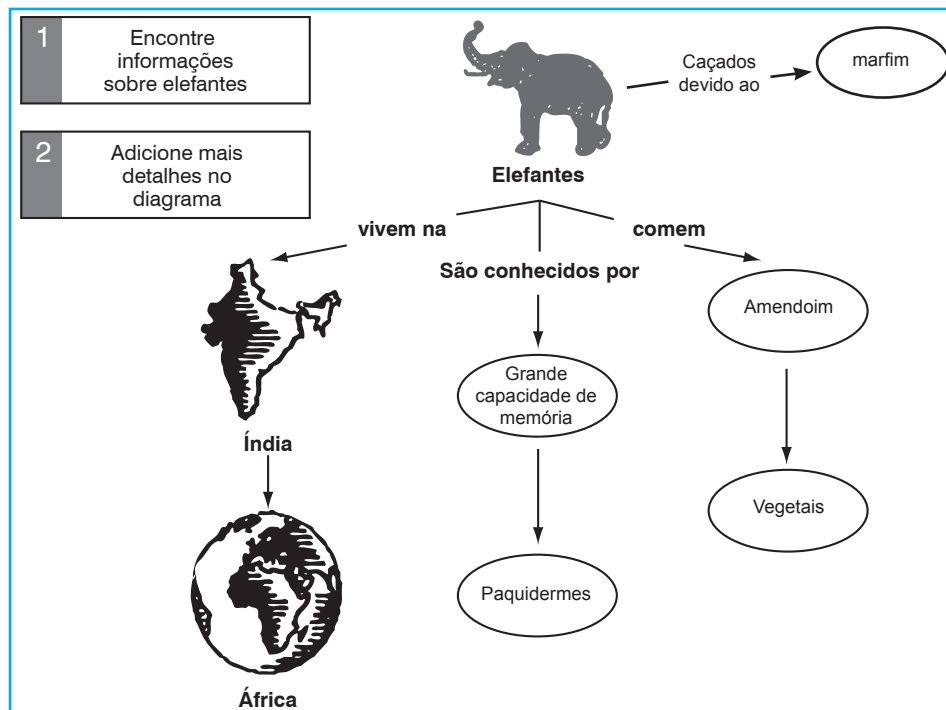 1
Encontre
informações
sobre elefantes
2
Adicione mais
detalhes no
diagrama
Caçados
devido ao
marfim
Elefantes
vivem na
São conhecidos por
comem
Índia
África
Grande
capacidade de
memória
Paquidermes
Amendoim
Vegetais